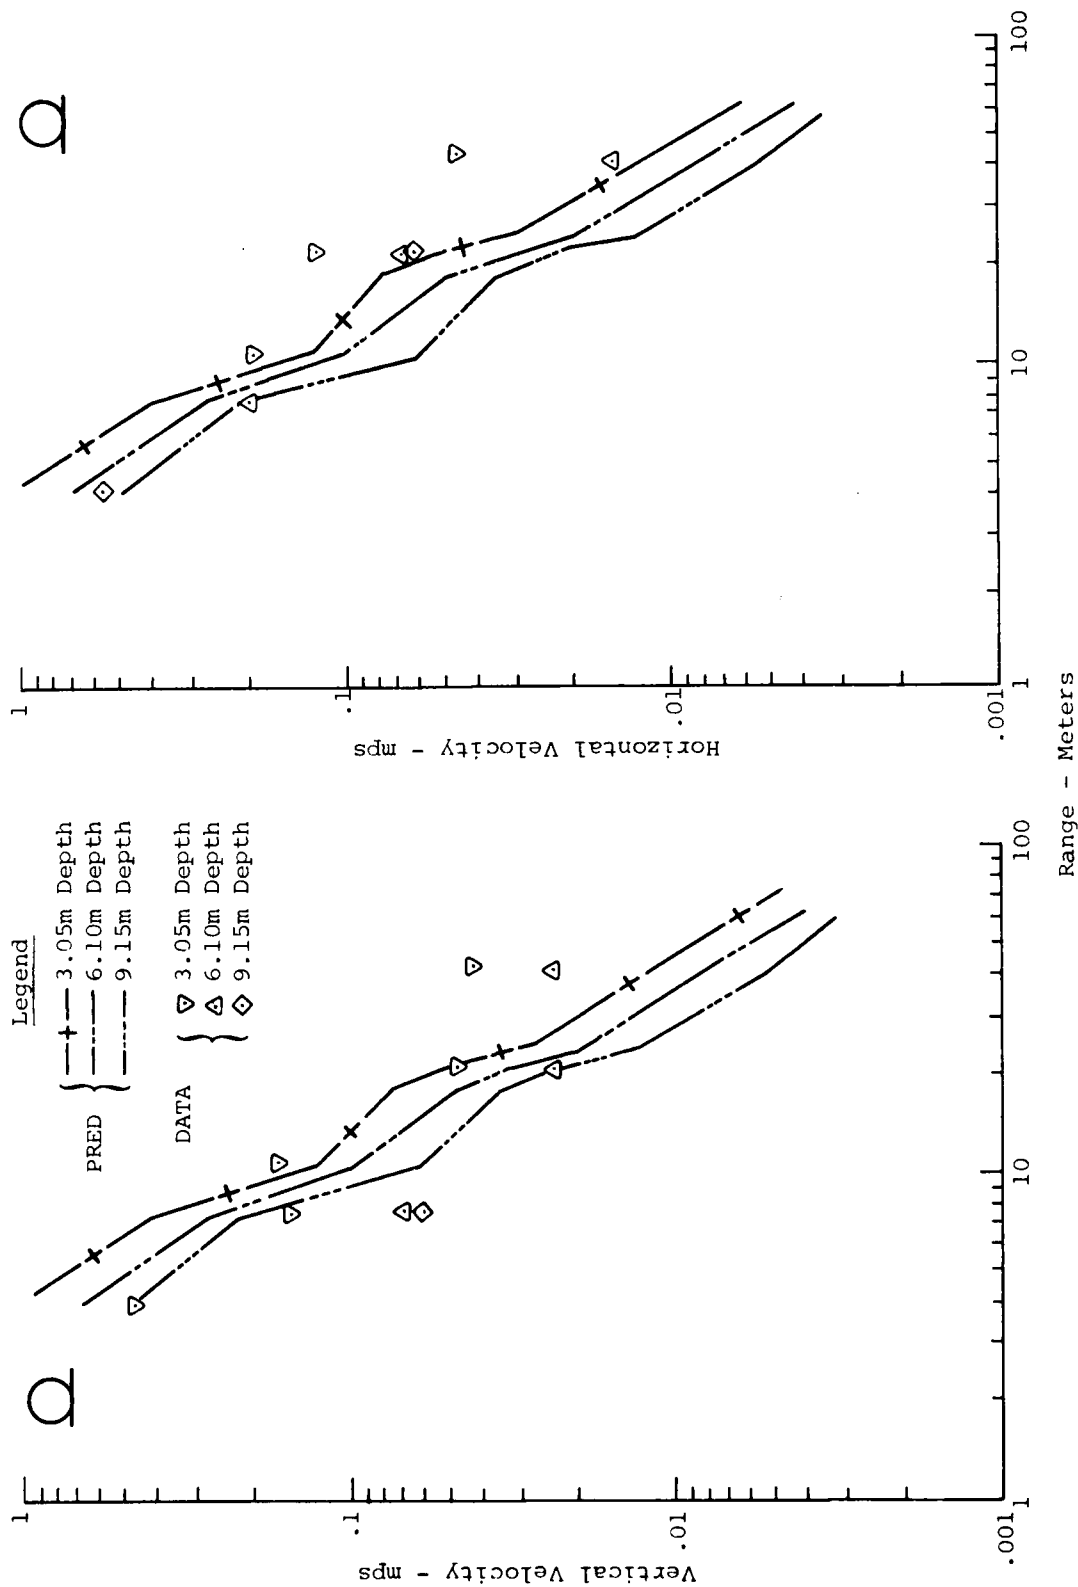 Legend
PRED
3.05m Depth
6.10m Depth
9.15m Depth
DATA
3.05m Depth
6.10m Depth
9.15m Depth
Vertical Velocity - mps
1
.1
.01
.001
1
10
100
Horizontal Velocity - mps
1
.1
.01
.001
1
10
100
Range - Meters